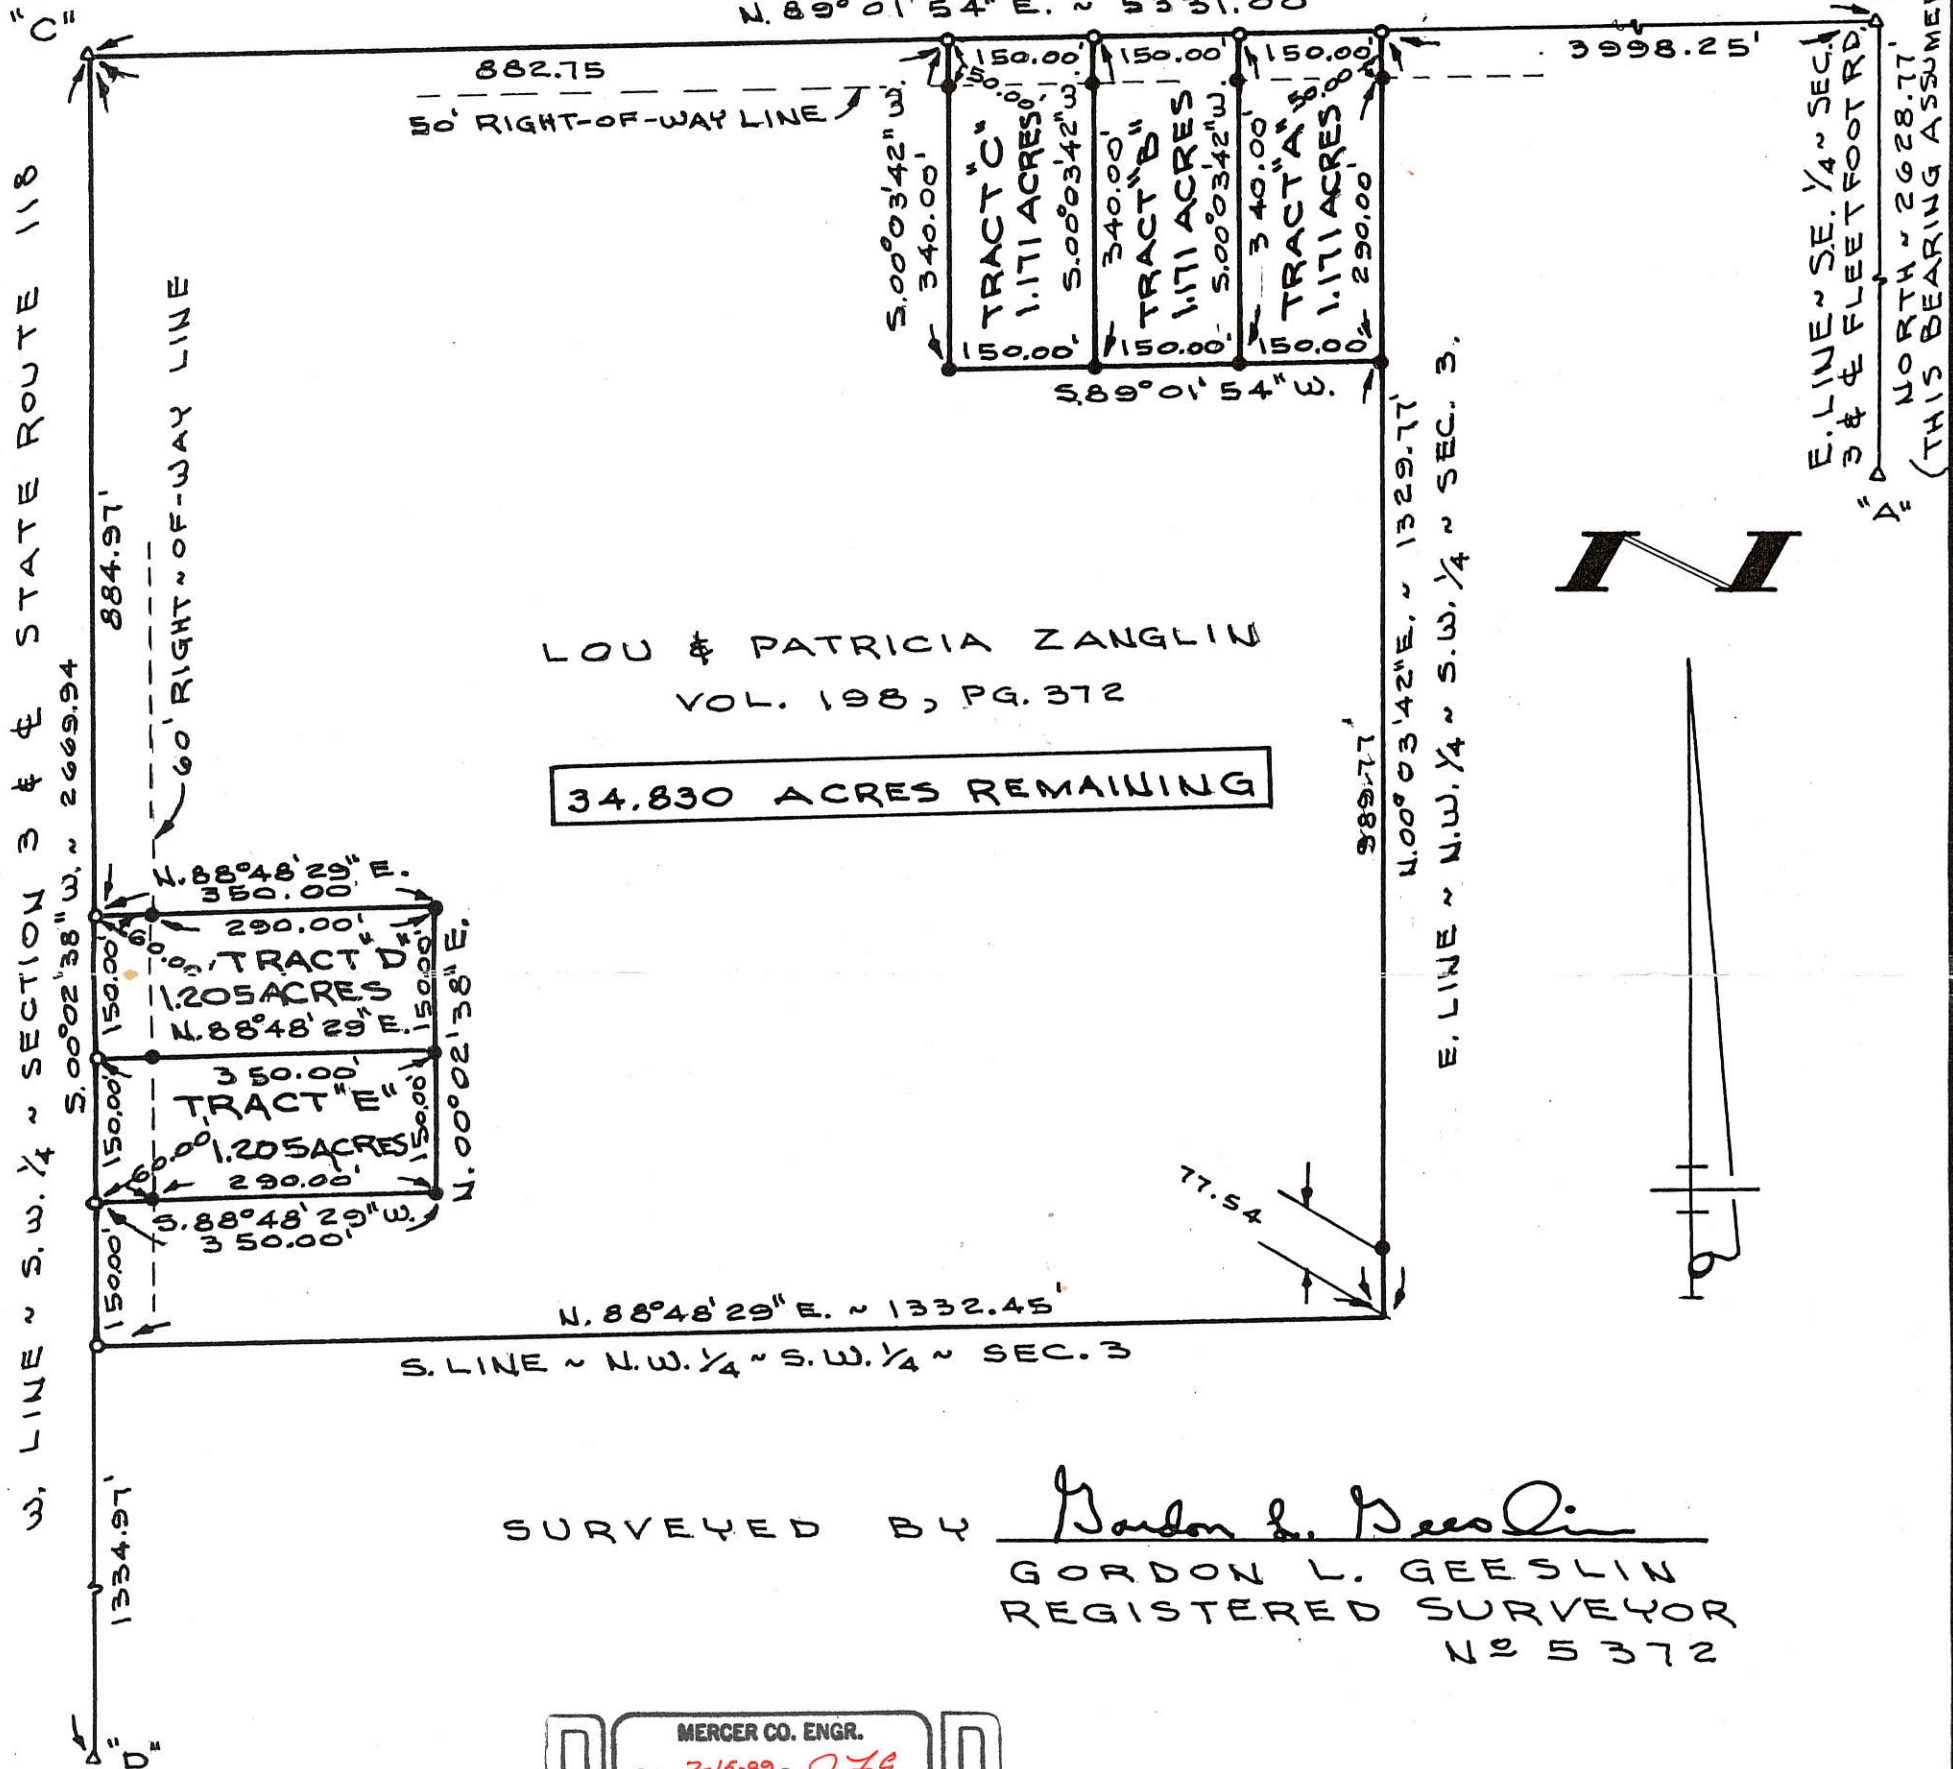 "C"
N. 89° 01' 54" E. ~ 5331.00
882.75
150.00' 150.00' 150.00'
3998.25'
50' RIGHT-OF-WAY LINE
50.00'
50.00'
S.00°03'42"W.
340.00'
TRACT "C"
1.171 ACRES
S.00°03'42"W.
340.00'
TRACT "B"
1.171 ACRES
S.00°03'42"W.
340.00'
TRACT "A"
1.171 ACRES
290.00'
150.00' 150.00' 150.00'
S.89°01'54"W.
E. LINE ~ S.E. ¼ ~ SEC.
3 & ℄ FLEETFOOT RD.
NORTH ~ 2628.77'
(THIS BEARING ASSUMED
"A"
W. LINE ~ S.W. ¼ ~ SECTION 3 & ℄ STATE ROUTE 118
S.00°02'38"W. ~ 2669.94
884.97'
60' RIGHT~OF-WAY LINE
LOU & PATRICIA ZANGLIN
VOL. 198, PG. 372
34.830 ACRES REMAINING
989.77'
N.00°03'42"E. ~ 1329.77'
E. LINE ~ N.W. ¼ ~ S.W. ¼ ~ SEC. 3.
N
N.88°48'29"E.
350.00'
290.00'
60.00'
150.00'
TRACT "D"
1.205 ACRES
150.00'
N.88°48'29"E.
350.00'
150.00'
TRACT "E"
1.205 ACRES
150.00'
60.00'
290.00'
S.88°48'29"W.
350.00'
N.00°02'38"E.
150.00'
77.54
N. 88°48'29" E. ~ 1332.45'
S. LINE ~ N.W. ¼ ~ S.W. ¼ ~ SEC. 3
1334.97'
"D"
SURVEYED BY Gordon L. Geeslin
GORDON L. GEESLIN
REGISTERED SURVEYOR
Nº 5372
MERCER CO. ENGR.